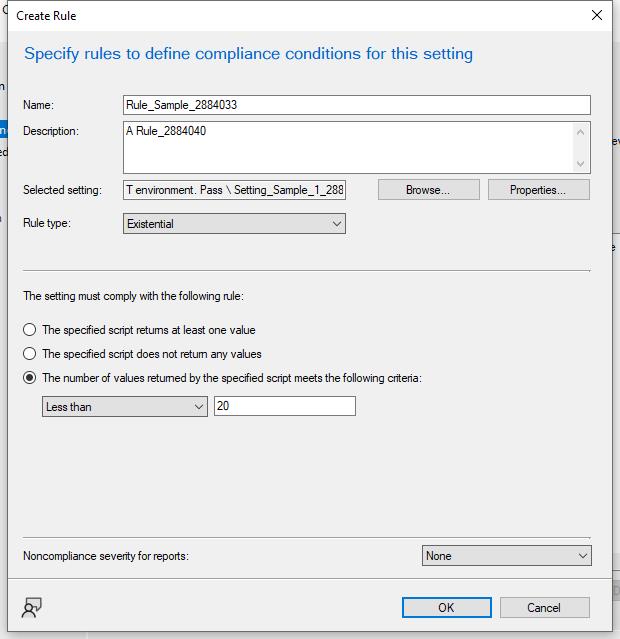 Create Rule
Specify rules to define compliance conditions for this setting
Name: Rule_Sample_2884033
Description: A Rule_2884040
Selected setting: T environment. Pass \ Setting_Sample_1_288 Browse... Properties...
Rule type: Existential
The setting must comply with the following rule:
The specified script returns at least one value
The specified script does not return any values
The number of values returned by the specified script meets the following criteria:
Less than 20
Noncompliance severity for reports: None
OK Cancel